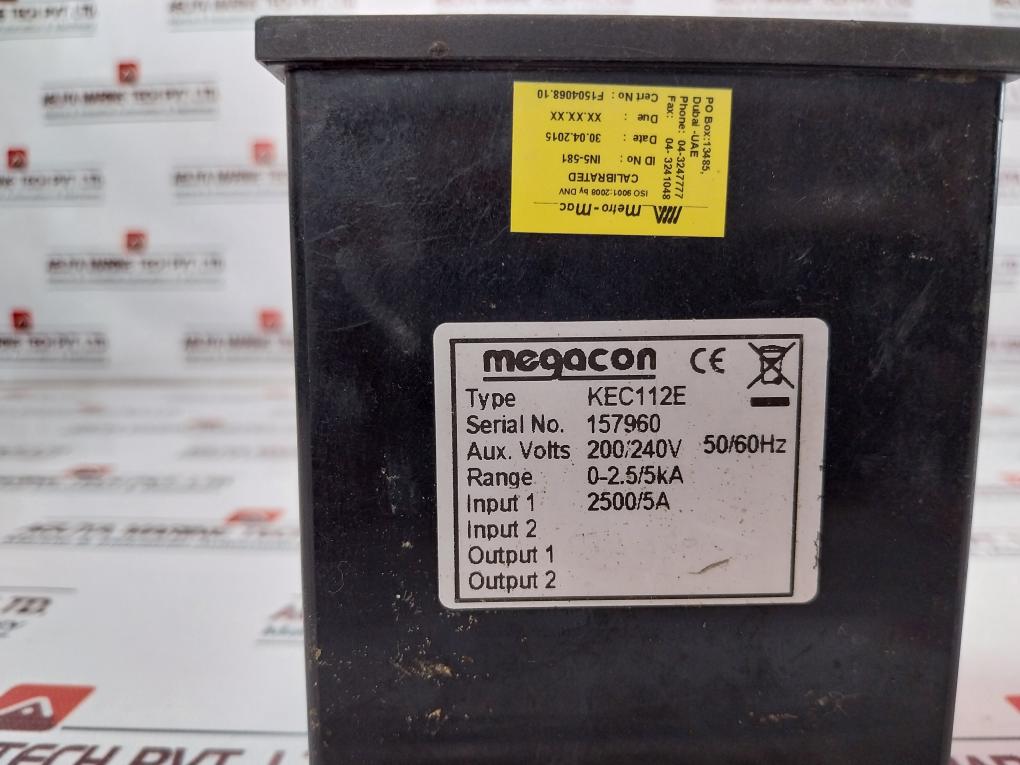 Metro - Mac
ISO 9001:2008 by DNV
CALIBRATED
ID No : IN5-581
Date : 30.04.2015
Due : XX.XX.XX
Cert No : F1504068.10
PO Box:13485,
Dubai -UAE
Phone: 04-3247777
Fax: 04- 3241048
megacon CE
Type KEC112E
Serial No. 157960
Aux. Volts 200/240V 50/60Hz
Range 0-2.5/5kA
Input 1 2500/5A
Input 2
Output 1
Output 2